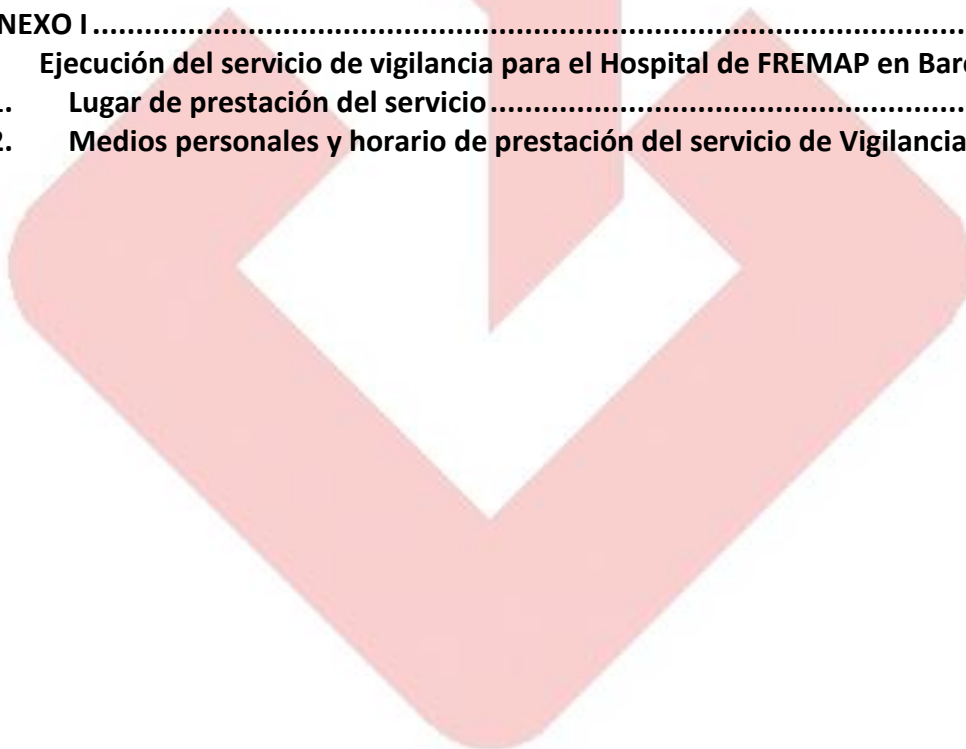 NEXO I....................................................................................................
Ejecución del servicio de vigilancia para el Hospital de FREMAP en Bar
. Lugar de prestación del servicio.......................................................
2. Medios personales y horario de prestación del servicio de Vigilancia